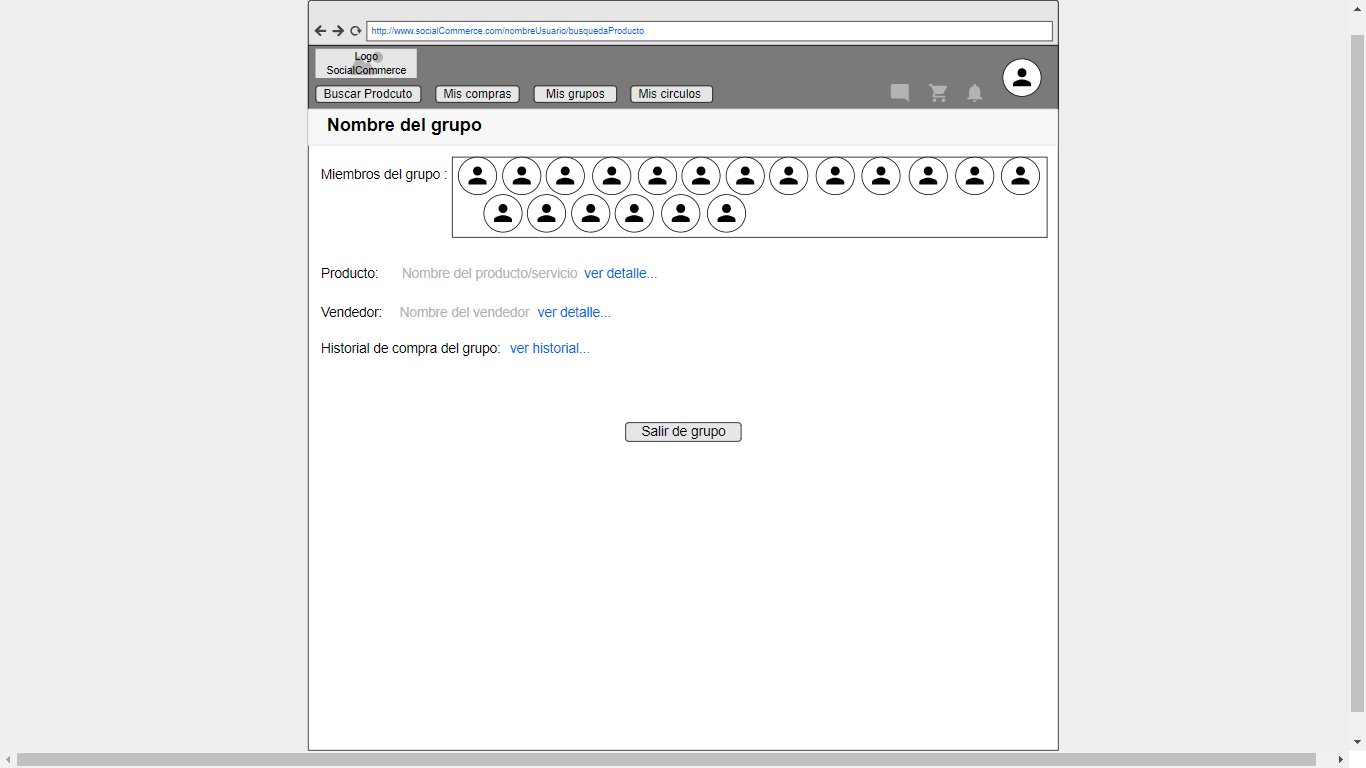 http://www.socialCommerce.com/nombreUsuario/busquedaProducto
Logo
SocialCommerce
Buscar Prodcuto Mis compras Mis grupos Mis circulos
Nombre del grupo
Miembros del grupo :
Producto: Nombre del producto/servicio ver detalle...
Vendedor: Nombre del vendedor ver detalle...
Historial de compra del grupo: ver historial...
Salir de grupo